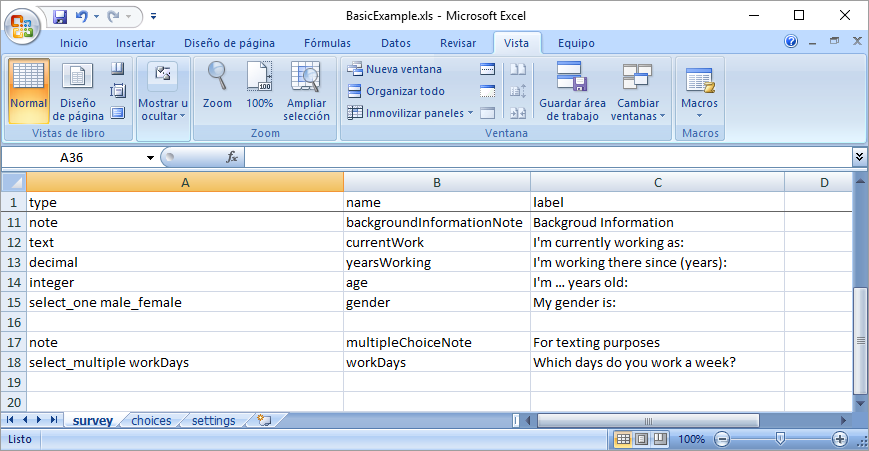 BasicExample.xls - Microsoft Excel
Inicio Insertar Diseño de página Fórmulas Datos Revisar Vista Equipo
Normal Diseño de página Mostrar u ocultar Zoom 100% Ampliar selección Nueva ventana Organizar todo Inmovilizar paneles Guardar área de trabajo Cambiar ventanas Macros
Vistas de libro Zoom Ventana Macros
A36 fx
A B C D
1 type name label
11 note backgroundInformationNote Backgroud Information
12 text currentWork I'm currently working as:
13 decimal yearsWorking I'm working there since (years):
14 integer age I'm ... years old:
15 select_one male_female gender My gender is:
16
17 note multipleChoiceNote For texting purposes
18 select_multiple workDays workDays Which days do you work a week?
19
20
survey choices settings
Listo 100%